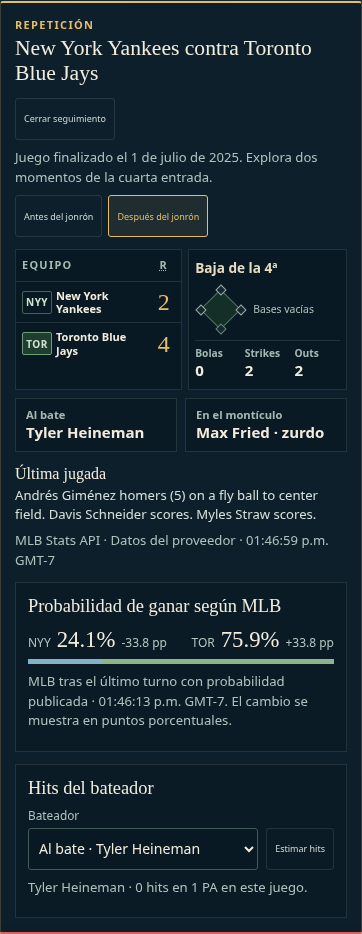 REPETICIÓN
New York Yankees contra Toronto
Blue Jays
Cerrar seguimiento
Juego finalizado el 1 de julio de 2025. Explora dos
momentos de la cuarta entrada.
Antes del jonrón
Después del jonrón
EQUIPO R
NYY New York Yankees 2
TOR Toronto Blue Jays 4
Baja de la 4ª
Bases vacías
Bolas Strikes Outs
0 2 2
Al bate
Tyler Heineman
En el montículo
Max Fried · zurdo
Última jugada
Andrés Giménez homers (5) on a fly ball to center
field. Davis Schneider scores. Myles Straw scores.
MLB Stats API · Datos del proveedor · 01:46:59 p.m.
GMT-7
Probabilidad de ganar según MLB
NYY 24.1% -33.8 pp TOR 75.9% +33.8 pp
MLB tras el último turno con probabilidad
publicada · 01:46:13 p.m. GMT-7. El cambio se
muestra en puntos porcentuales.
Hits del bateador
Bateador
Al bate · Tyler Heineman
Estimar hits
Tyler Heineman · 0 hits en 1 PA en este juego.